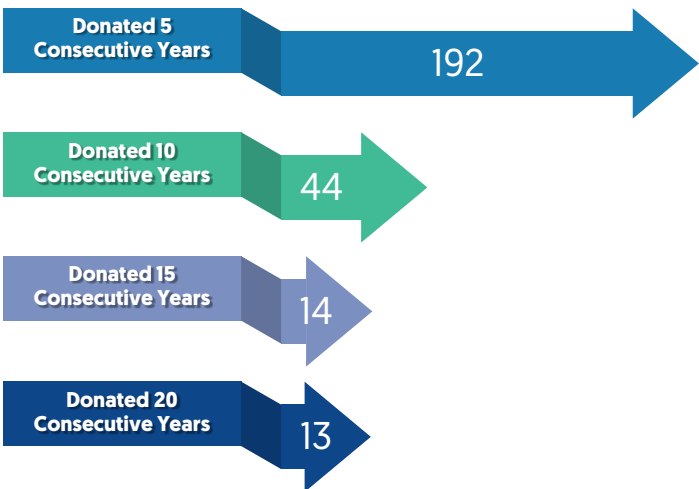 Donated 5
Consecutive Years
192
Donated 10
Consecutive Years
44
Donated 15
Consecutive Years
14
Donated 20
Consecutive Years
13